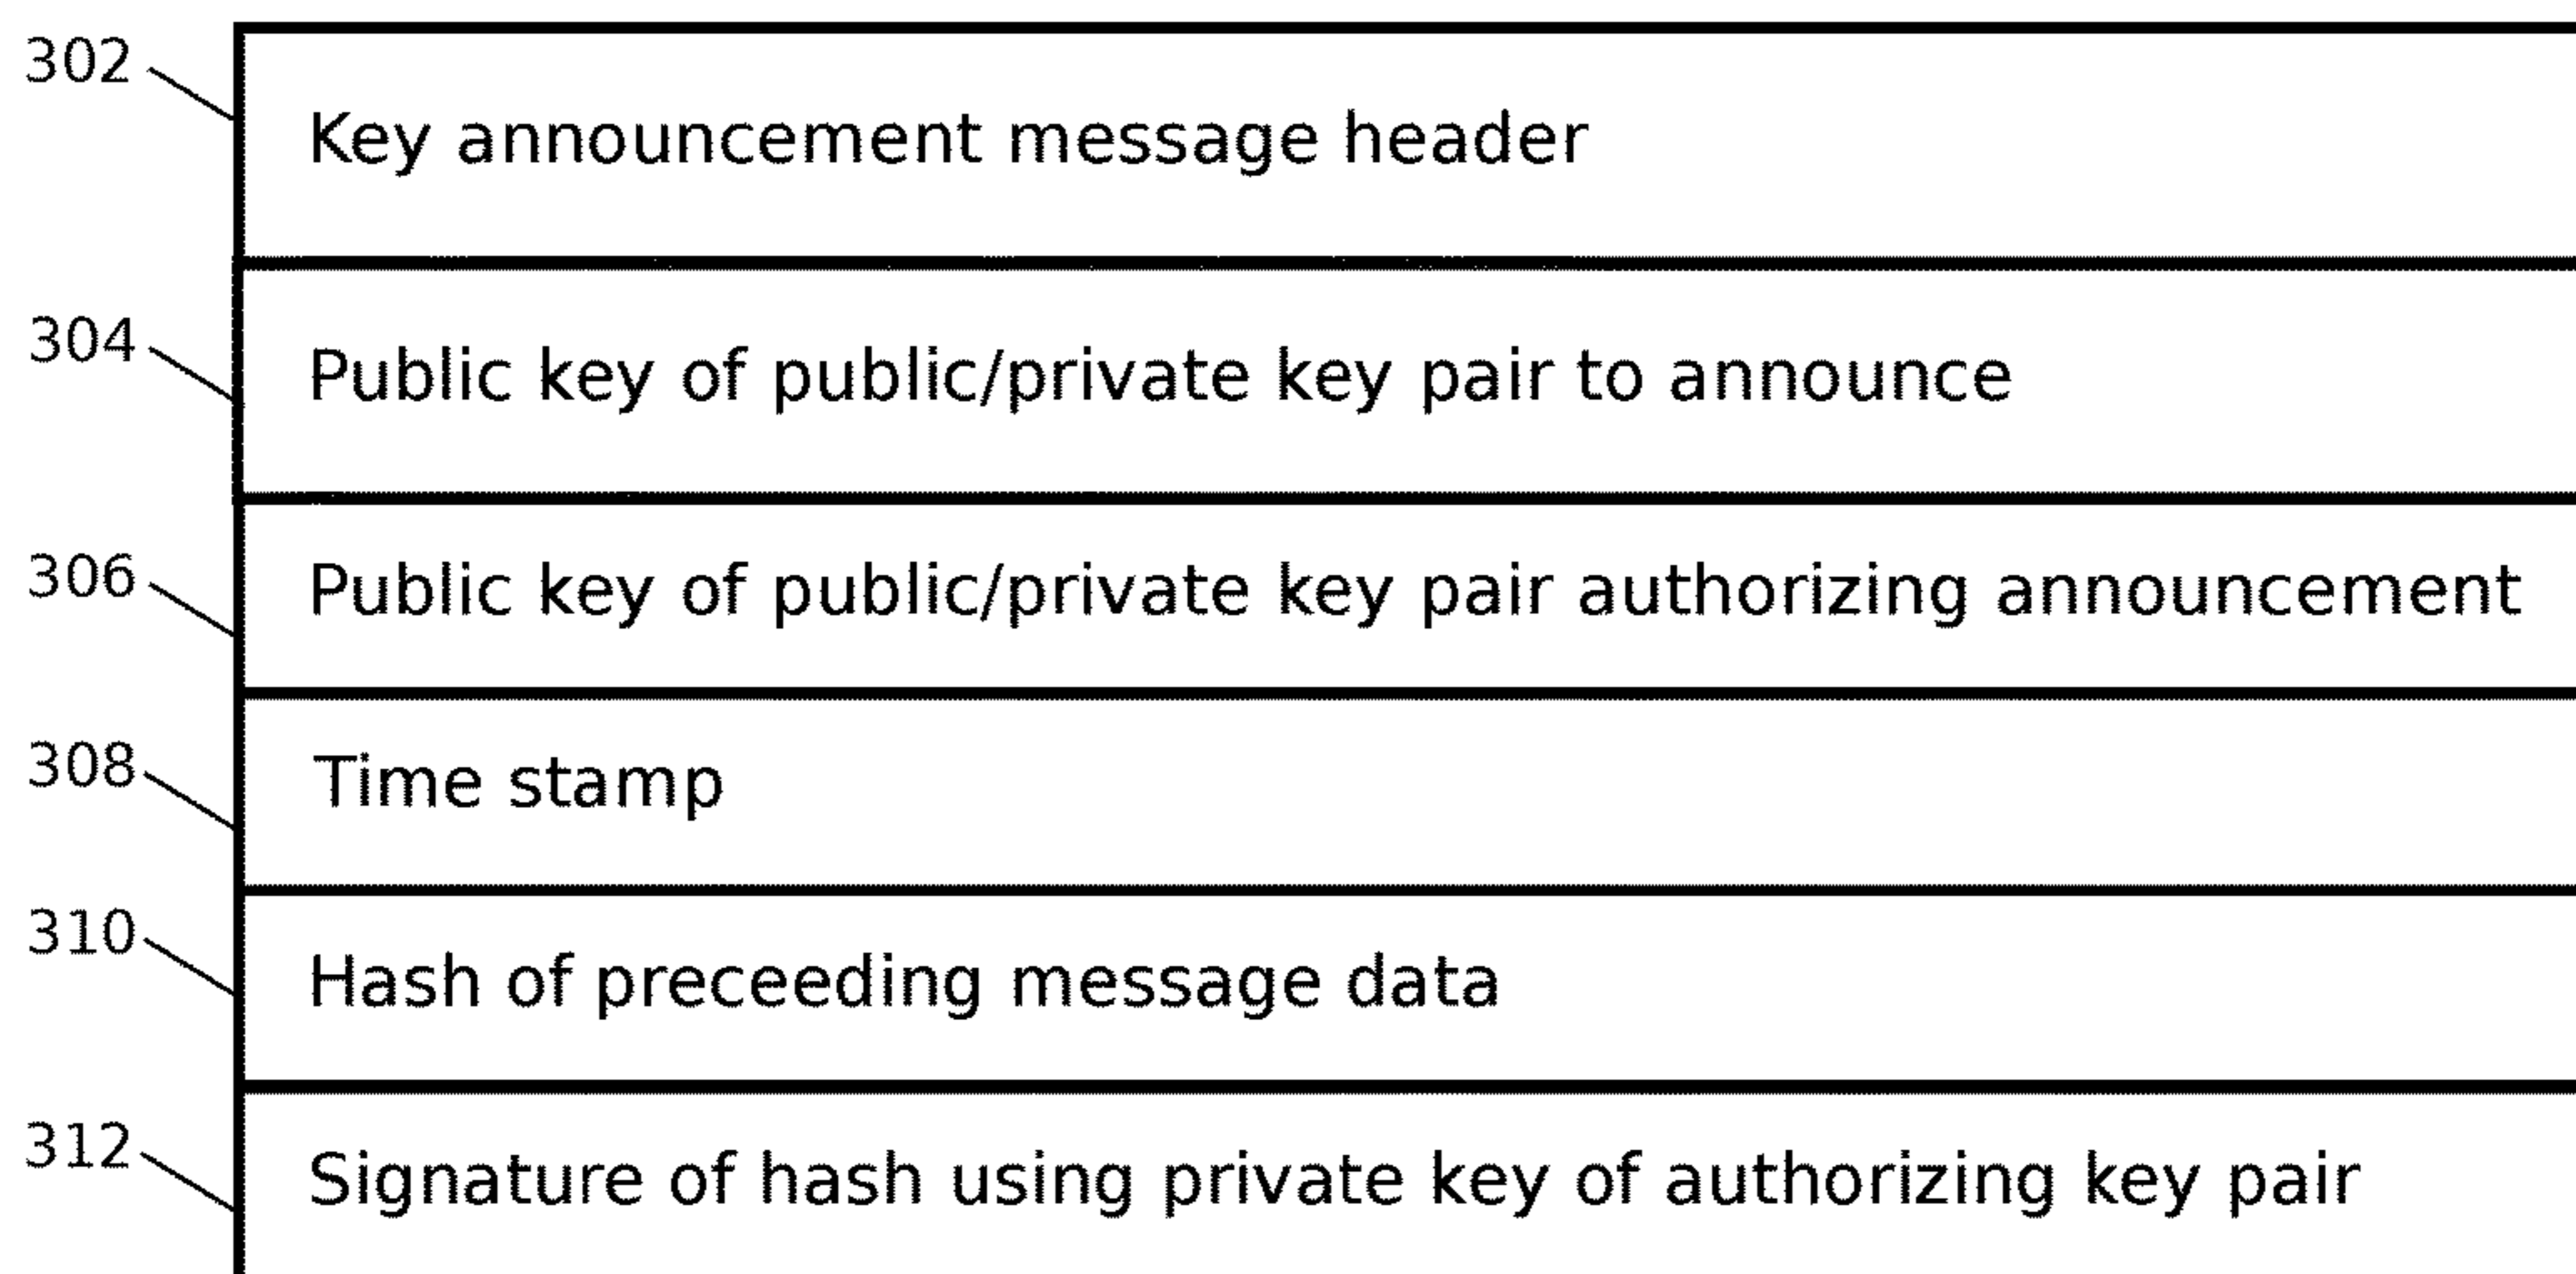 302
Key announcement message header
304
Public key of public/private key pair to announce
306
Public key of public/private key pair authorizing announcement
308
Time stamp
310
Hash of preceeding message data
312
Signature of hash using private key of authorizing key pair